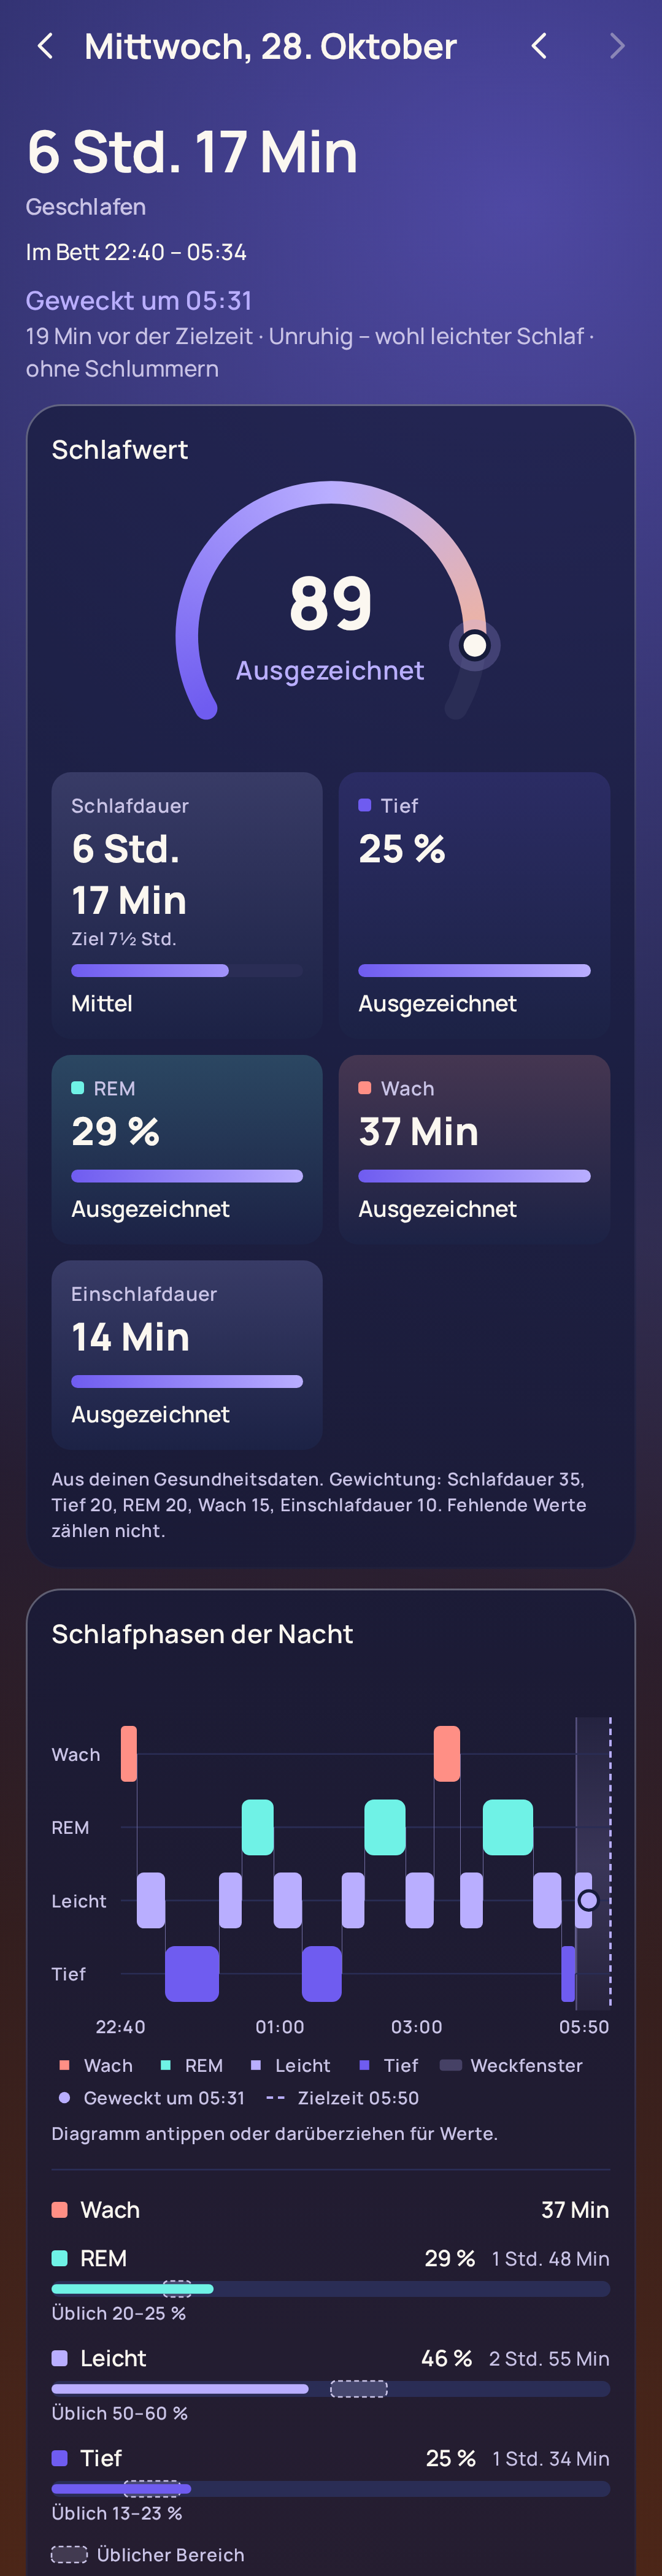 Mittwoch, 28. Oktober
6 Std. 17 Min
Geschlafen
Im Bett 22:40 – 05:34
Geweckt um 05:31
19 Min vor der Zielzeit · Unruhig – wohl leichter Schlaf ·
ohne Schlummern
Schlafwert
89
Ausgezeichnet
Schlafdauer
6 Std.
17 Min
Ziel 7½ Std.
Mittel
Tief
25 %
Ausgezeichnet
REM
29 %
Ausgezeichnet
Wach
37 Min
Ausgezeichnet
Einschlafdauer
14 Min
Ausgezeichnet
Aus deinen Gesundheitsdaten. Gewichtung: Schlafdauer 35,
Tief 20, REM 20, Wach 15, Einschlafdauer 10. Fehlende Werte
zählen nicht.
Schlafphasen der Nacht
Wach
REM
Leicht
Tief
22:40 01:00 03:00 05:50
Wach REM Leicht Tief Weckfenster
Geweckt um 05:31 Zielzeit 05:50
Diagramm antippen oder darüberziehen für Werte.
Wach 37 Min
REM 29 % 1 Std. 48 Min
Üblich 20–25 %
Leicht 46 % 2 Std. 55 Min
Üblich 50–60 %
Tief 25 % 1 Std. 34 Min
Üblich 13–23 %
Üblicher Bereich